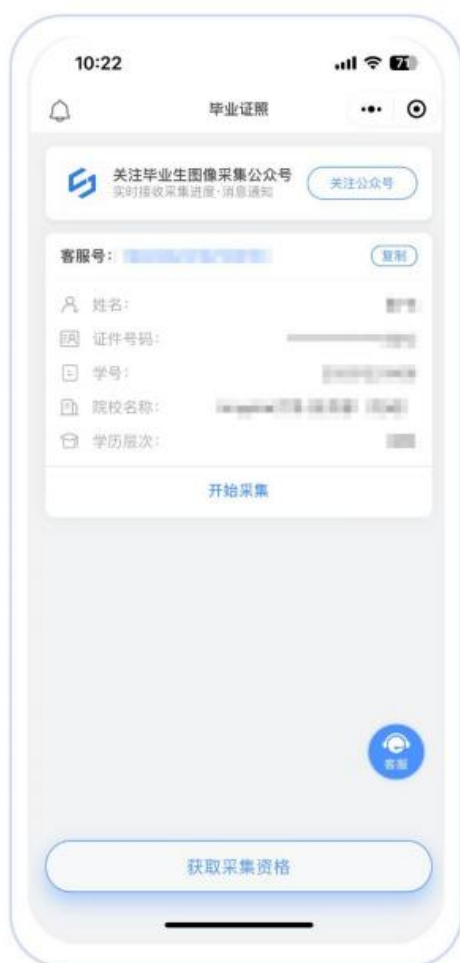 10:22
71
毕业证照
关注毕业生图像采集公众号
实时接收采集进度·消息通知
关注公众号
客服号:
复制
姓名:
证件号码:
学号:
院校名称:
学历层次:
开始采集
客服
获取采集资格